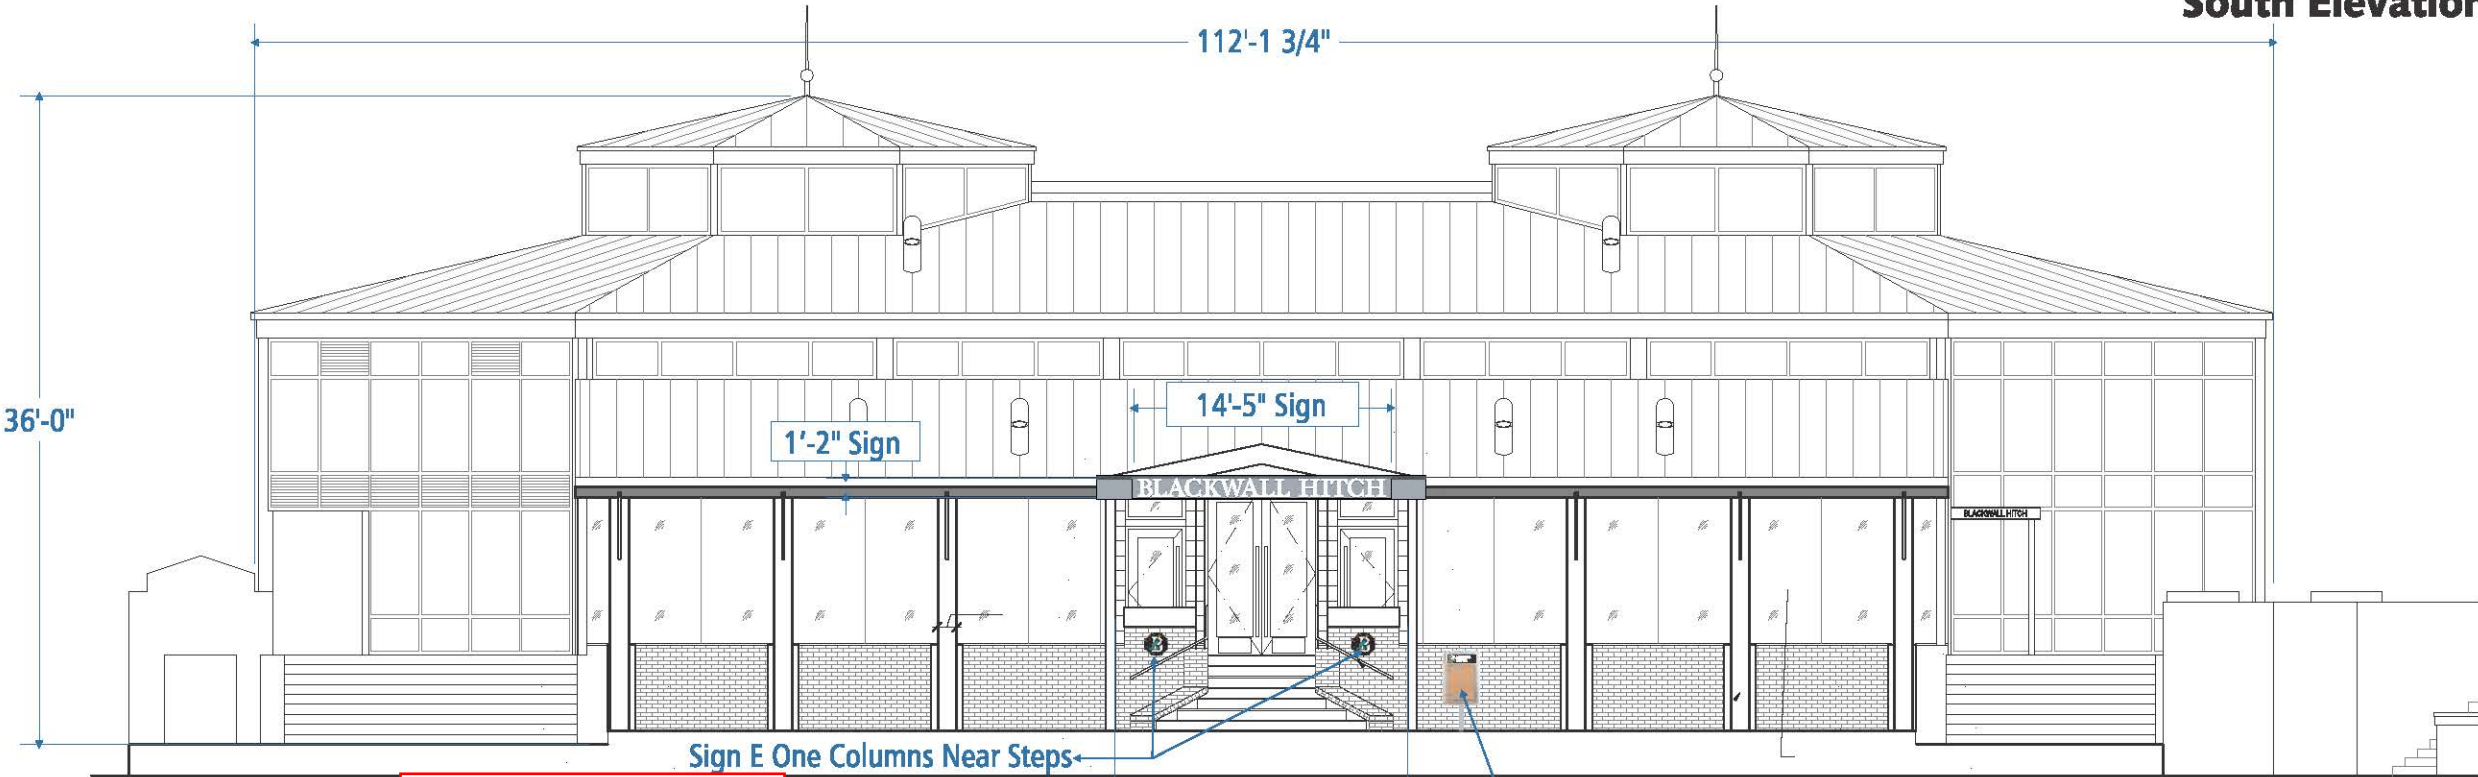 South Elevation
112'-1 3/4"
36'-0"
14'-5" Sign
1'-2" Sign
BLACKWALL HITCH
BLACKWALL HITCH
Sign E One Columns Near Steps